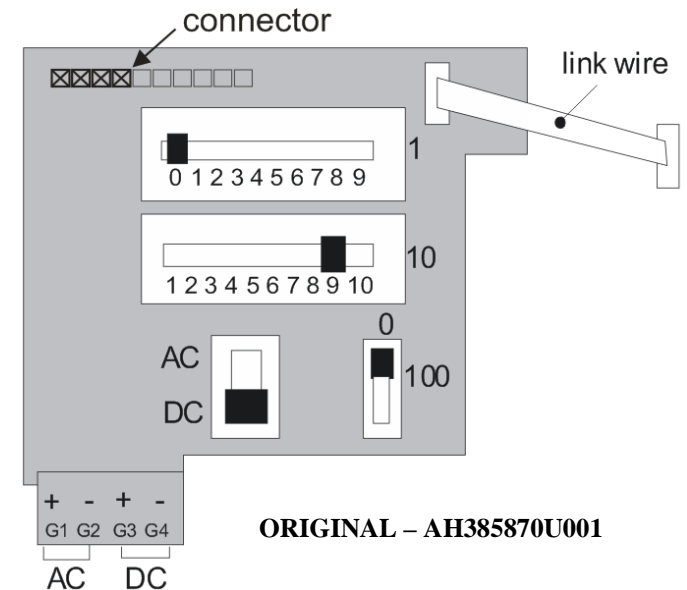 connector
link wire
1
0 1 2 3 4 5 6 7 8 9
10
1 2 3 4 5 6 7 8 9 10
0
AC
100
DC
+ - + -
G1 G2 G3 G4
ORIGINAL – AH385870U001
AC DC